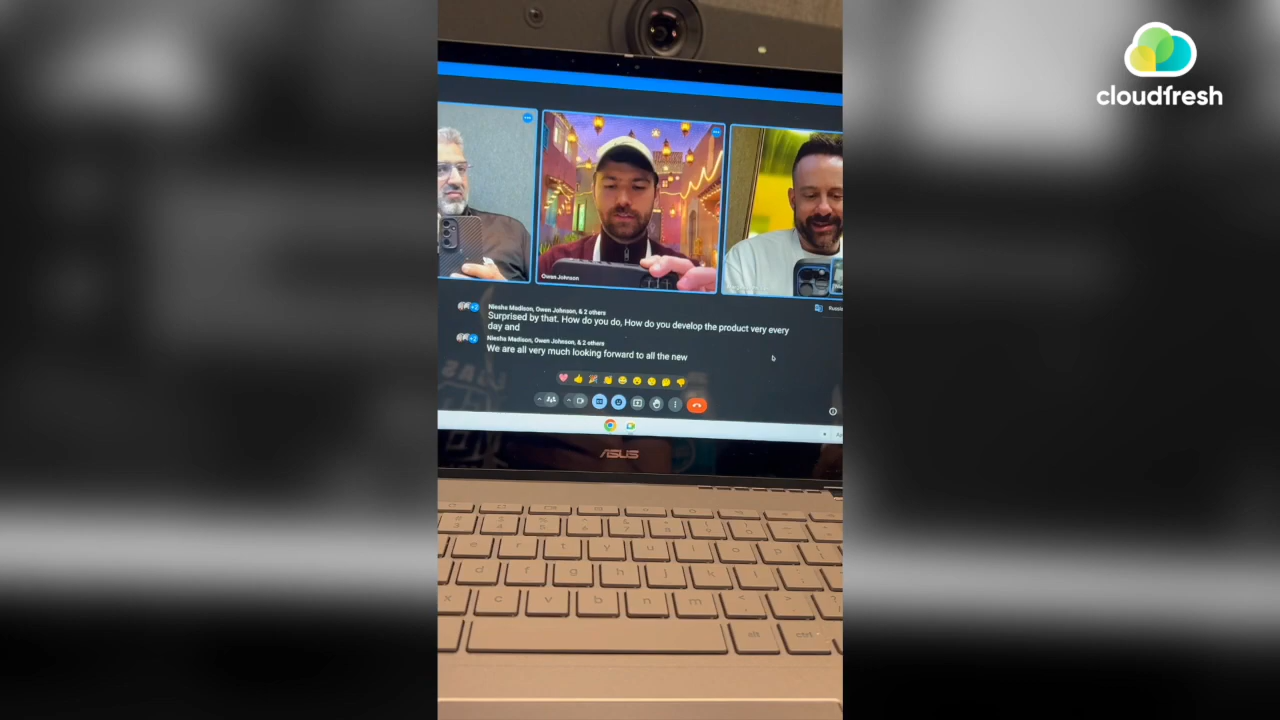 cloudfresh
Owen Johnson
Niesha Madison, Owen Johnson, & 2 others
Surprised by that. How do you do, How do you develop the product very every
day and
Niesha Madison, Owen Johnson, & 2 others
We are all very much looking forward to all the new
ASUS
e r t y u i o p
d f g h j k l
x c v b n m
alt ctrl